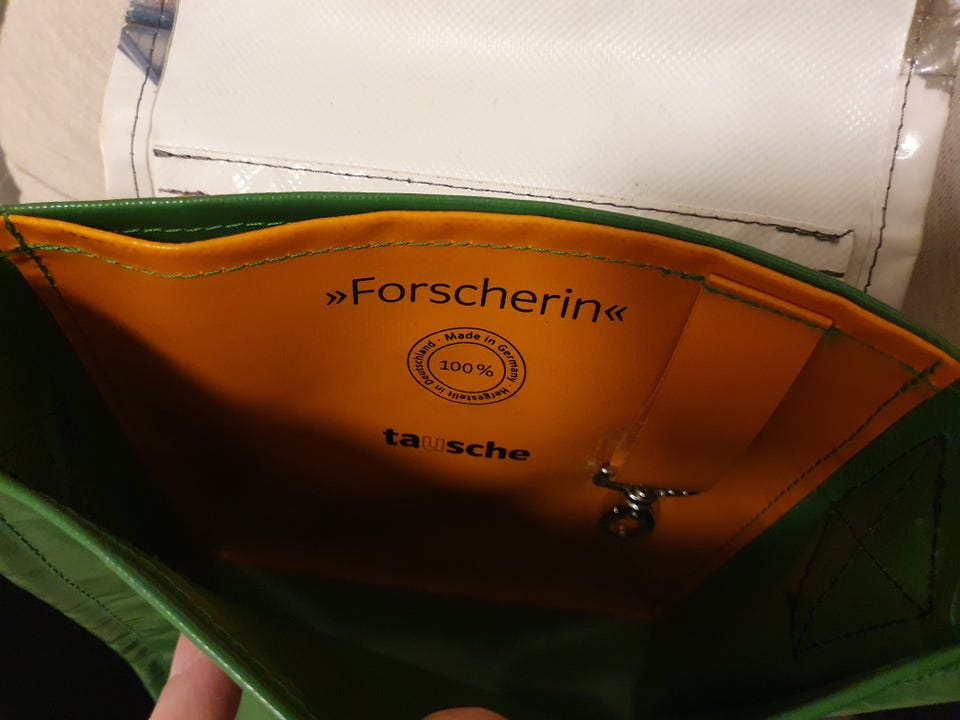 »Forscherin«
Made in Germany · Hergestellt in Deutschland ·
100 %
tausche